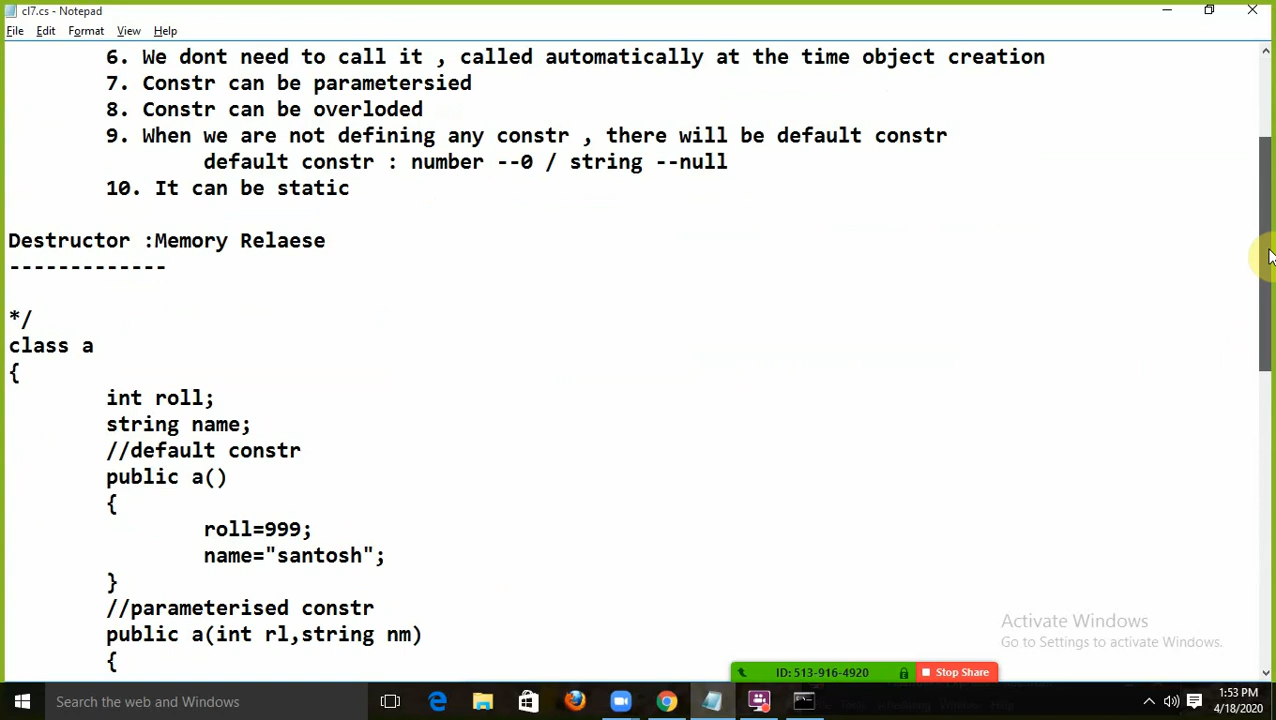 cl7.cs - Notepad
File Edit Format View Help
6. We dont need to call it , called automatically at the time object creation
7. Constr can be parametersied
8. Constr can be overloded
9. When we are not defining any constr , there will be default constr
default constr : number --0 / string --null
10. It can be static
Destructor :Memory Relaese
-------------
*/
class a
{
int roll;
string name;
//default constr
public a()
{
roll=999;
name="santosh";
}
//parameterised constr
public a(int rl,string nm)
{
Activate Windows
Go to Settings to activate Windows.
ID: 513-916-4920 Stop Share
Search the web and Windows
1:53 PM
4/18/2020